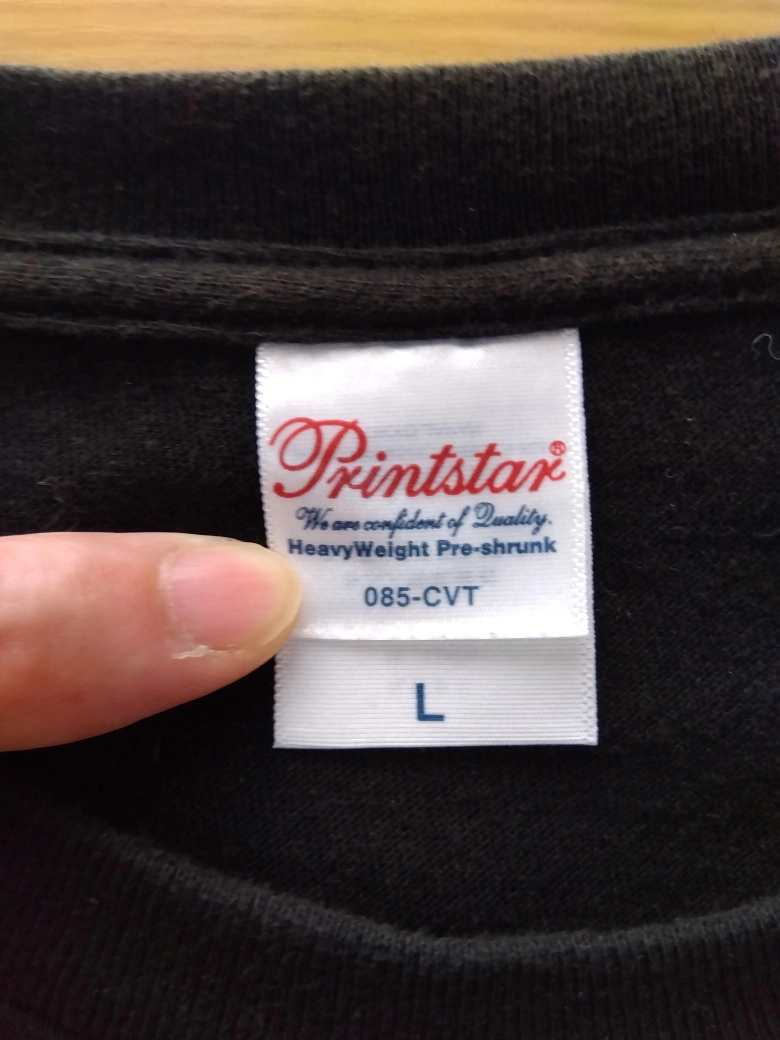 Printstar®
We are confident of Quality.
HeavyWeight Pre-shrunk
085-CVT
L